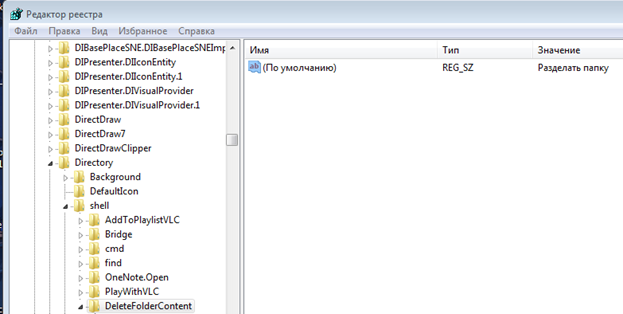 Редактор реестра
Файл Правка Вид Избранное Справка
DIBasePlaceSNE.DIBasePlaceSNEImp
DIPresenter.DIIconEntity
DIPresenter.DIIconEntity.1
DIPresenter.DIVisualProvider
DIPresenter.DIVisualProvider.1
DirectDraw
DirectDraw7
DirectDrawClipper
Directory
Background
DefaultIcon
shell
AddToPlaylistVLC
Bridge
cmd
find
OneNote.Open
PlayWithVLC
DeleteFolderContent
Имя Тип Значение
ab (По умолчанию) REG_SZ Разделать папку